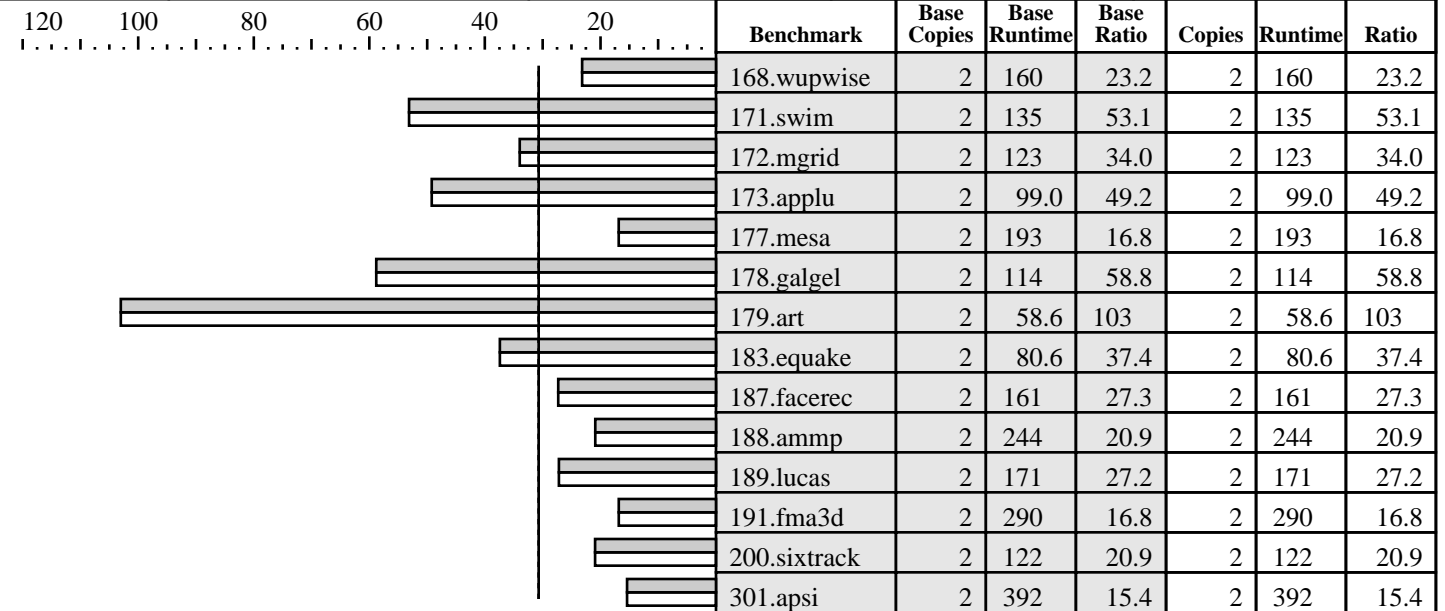 120 100 80 60 40 20
Benchmark Base Copies Base Runtime Base Ratio Copies Runtime Ratio
168.wupwise 2 160 23.2 2 160 23.2
171.swim 2 135 53.1 2 135 53.1
172.mgrid 2 123 34.0 2 123 34.0
173.applu 2 99.0 49.2 2 99.0 49.2
177.mesa 2 193 16.8 2 193 16.8
178.galgel 2 114 58.8 2 114 58.8
179.art 2 58.6 103 2 58.6 103
183.equake 2 80.6 37.4 2 80.6 37.4
187.facerec 2 161 27.3 2 161 27.3
188.ammp 2 244 20.9 2 244 20.9
189.lucas 2 171 27.2 2 171 27.2
191.fma3d 2 290 16.8 2 290 16.8
200.sixtrack 2 122 20.9 2 122 20.9
301.apsi 2 392 15.4 2 392 15.4